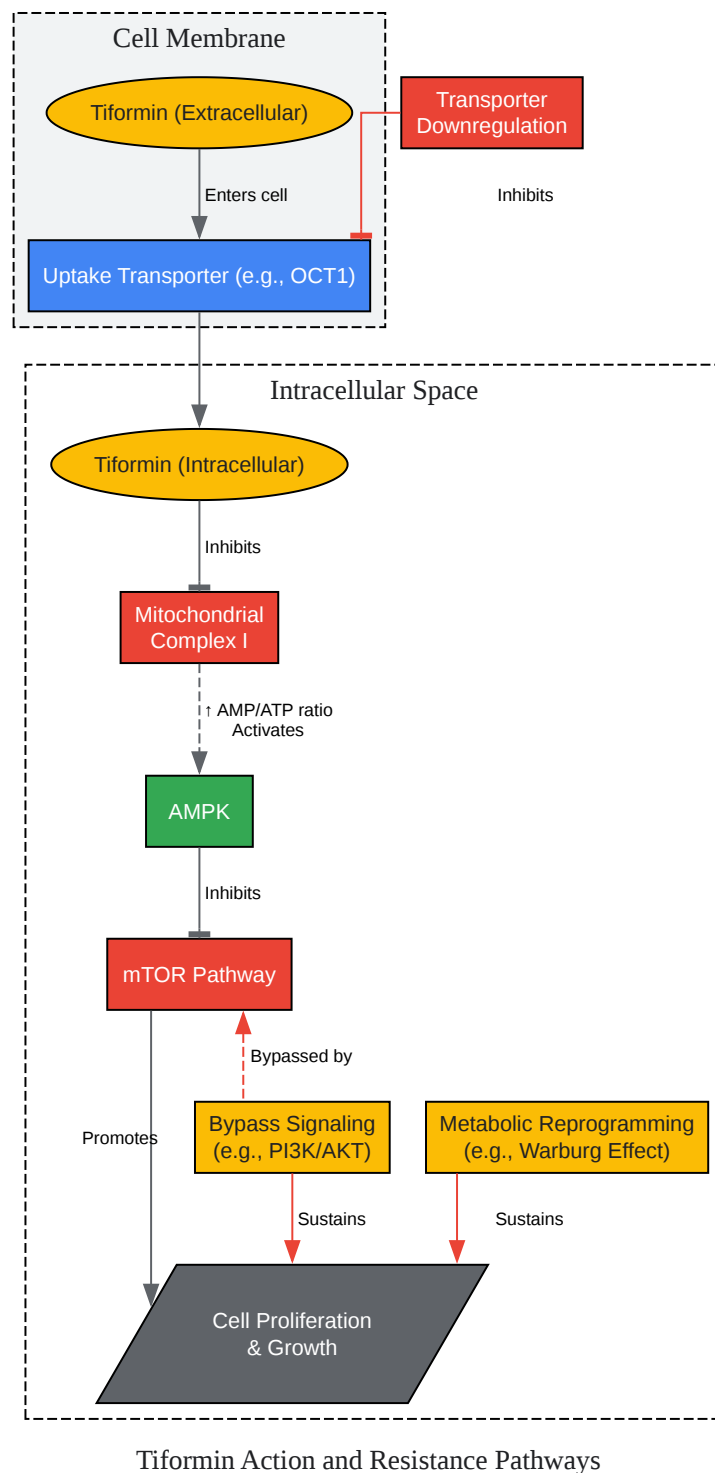 Cell Membrane
Tiformin (Extracellular)
Transporter
Downregulation
Enters cell
Inhibits
Uptake Transporter (e.g., OCT1)
Intracellular Space
Tiformin (Intracellular)
Inhibits
Mitochondrial
Complex I
↑ AMP/ATP ratio
Activates
AMPK
Inhibits
mTOR Pathway
Bypassed by
Promotes
Bypass Signaling
(e.g., PI3K/AKT)
Metabolic Reprogramming
(e.g., Warburg Effect)
Sustains
Sustains
Cell Proliferation
& Growth
Tiformin Action and Resistance Pathways